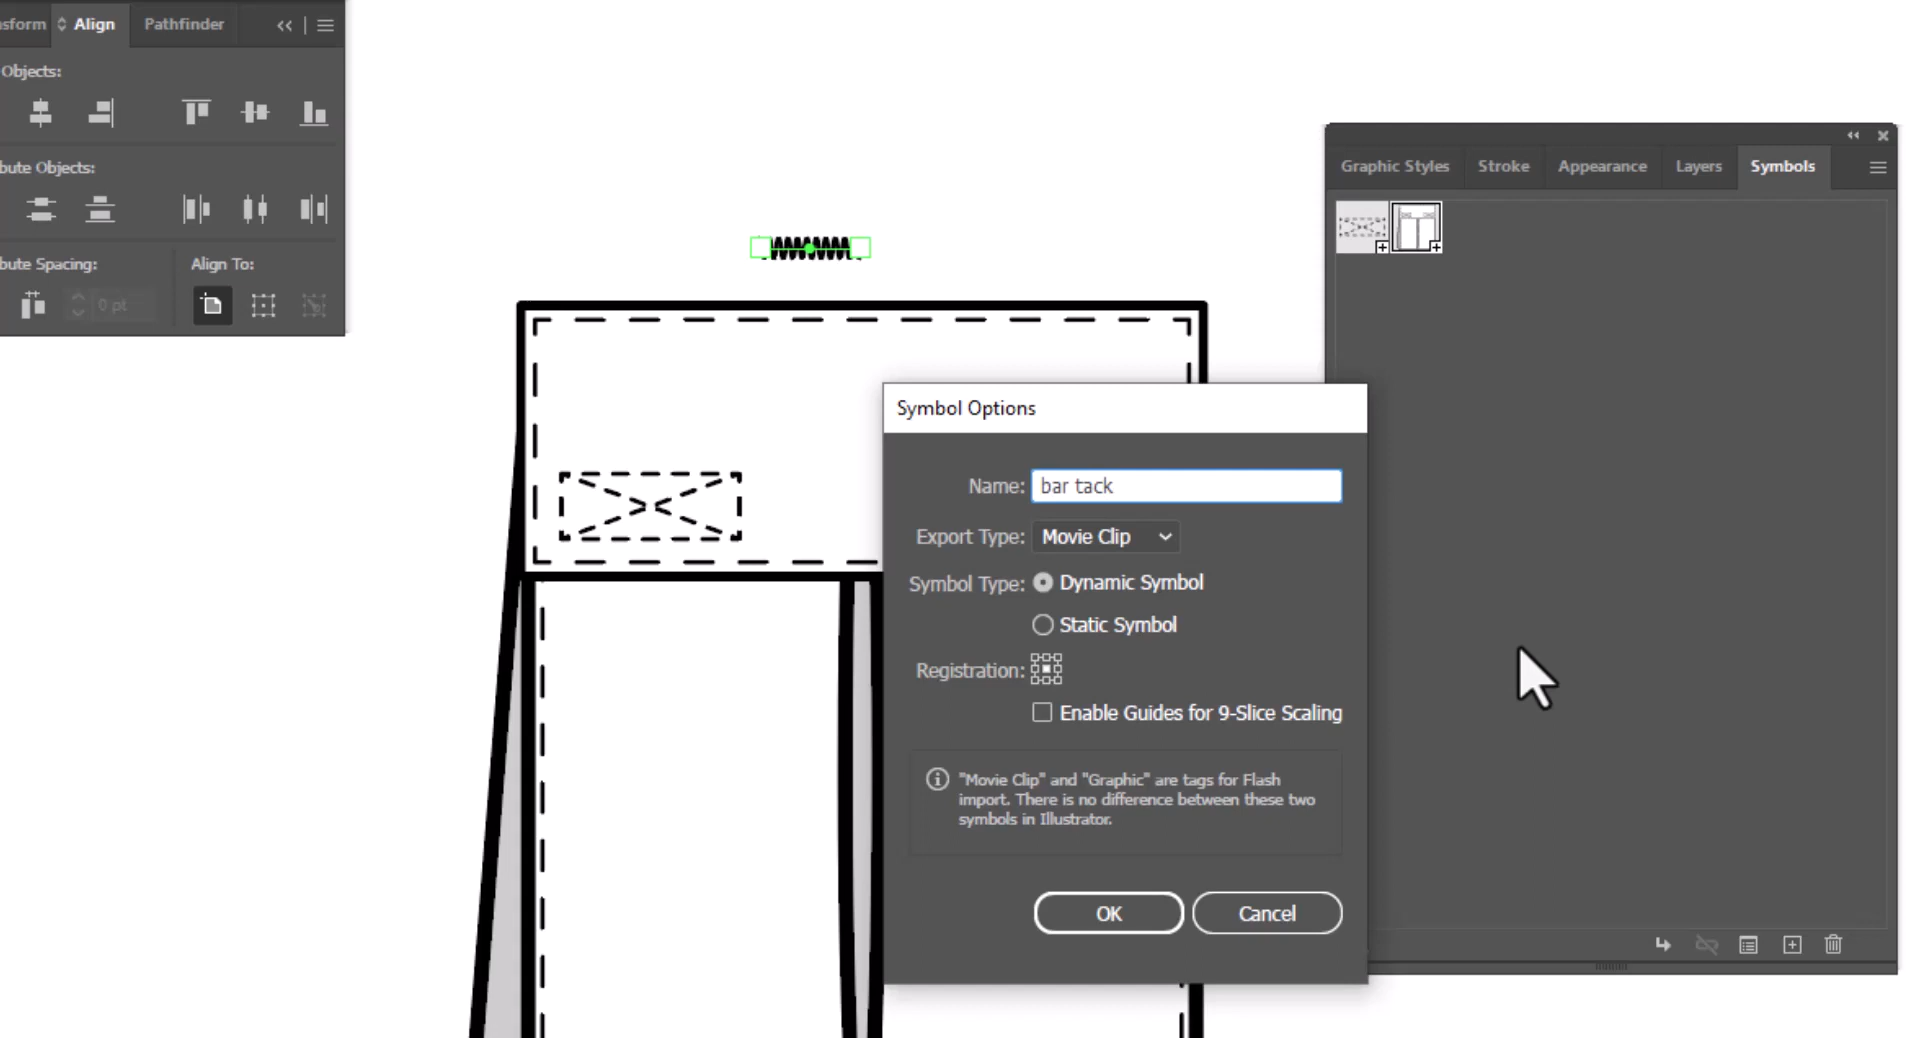 nsform Align Pathfinder
Objects:
bute Objects:
bute Spacing:
Align To:
0 pt
Graphic Styles Stroke Appearance Layers Symbols
Symbol Options
Name: bar tack
Export Type: Movie Clip
Symbol Type: Dynamic Symbol
Static Symbol
Registration:
Enable Guides for 9-Slice Scaling
"Movie Clip" and "Graphic" are tags for Flash
import. There is no difference between these two
symbols in Illustrator.
OK Cancel